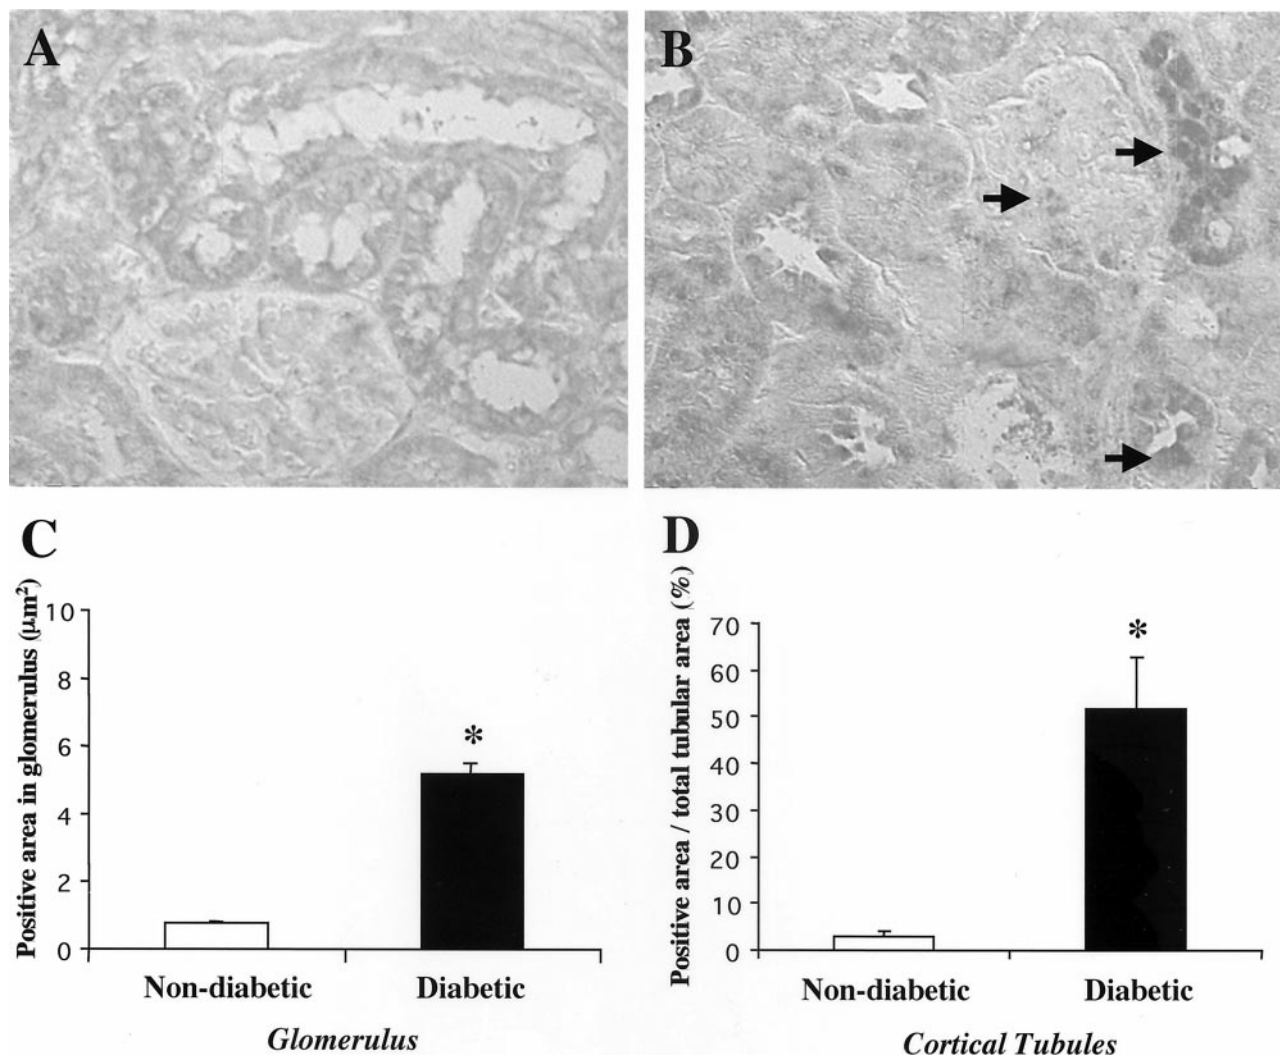 A
B
C
Positive area in glomerulus (µm²)
10
8
6
4
2
0
*
Non-diabetic
Diabetic
Glomerulus
D
Positive area / total tubular area (%)
70
60
50
40
30
20
10
0
*
Non-diabetic
Diabetic
Cortical Tubules